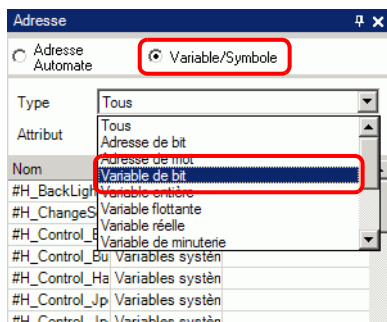 Adresse
Adresse Automate
Variable/Symbole
Type Tous
Attribut
Tous
Adresse de bit
Adresse de mot
Variable de bit
Variable entière
Variable flottante
Variable réelle
Variable de minuterie
Nom
#H_BackLigh
#H_ChangeS
#H_Control_B
#H_Control_Bu Variables systèn
#H_Control_Ha Variables systèn
#H_Control_Jp Variables systèn
#H_Control_Jp Variables systèn